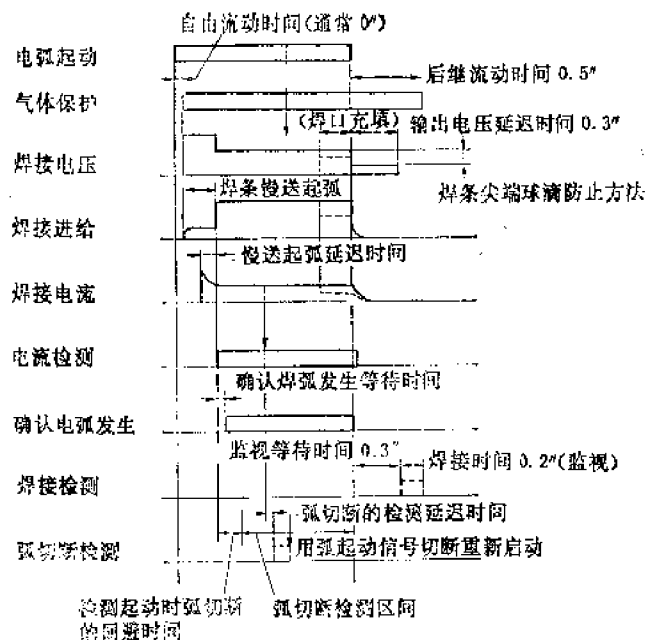 自由流动时间(通常 0″)
电弧起动
后继流动时间 0.5″
气体保护
(焊口充填)
输出电压延迟时间 0.3″
焊接电压
焊条慢送起弧
焊条尖端球滴防止方法
焊接进给
慢送起弧延迟时间
焊接电流
电流检测
确认焊弧发生等待时间
确认电弧发生
监视等待时间 0.3″
焊接时间 0.2″(监视)
焊接检测
弧切断的检测延迟时间
弧切断检测
用弧起动信号切断重新启动
检测起动时弧切断
的回避时间
弧切断检测区间